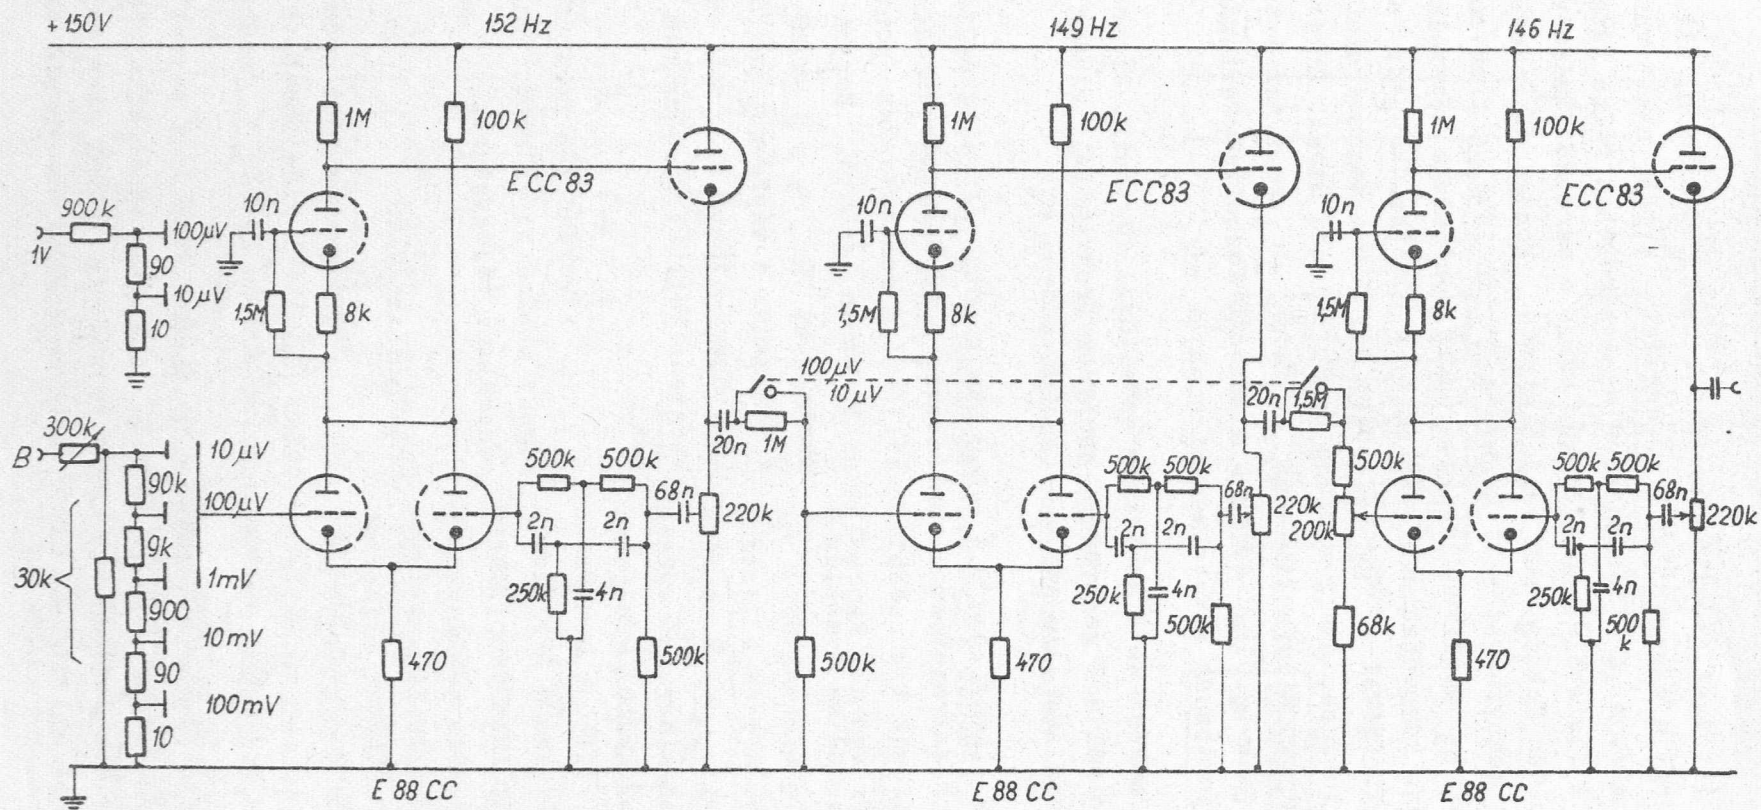 +150V
152 Hz
149 Hz
146 Hz
1M
100k
1M
100k
1M
100k
ECC83
ECC83
ECC83
900k
1V
100μV
90
10μV
10
10n
1,5M
8k
10n
1,5M
8k
10n
1,5M
8k
100μV
10μV
20n
1M
20n
1,5M
300k
B
10μV
90k
100μV
9k
30k
1mV
900
10mV
90
100mV
10
500k
500k
68n
220k
2n
2n
250k
4n
470
500k
500k
500k
500k
68n
220k
2n
2n
250k
4n
500k
470
500k
200k
68k
500k
500k
68n
220k
2n
2n
250k
4n
500
k
470
E 88 CC
E 88 CC
E 88 CC